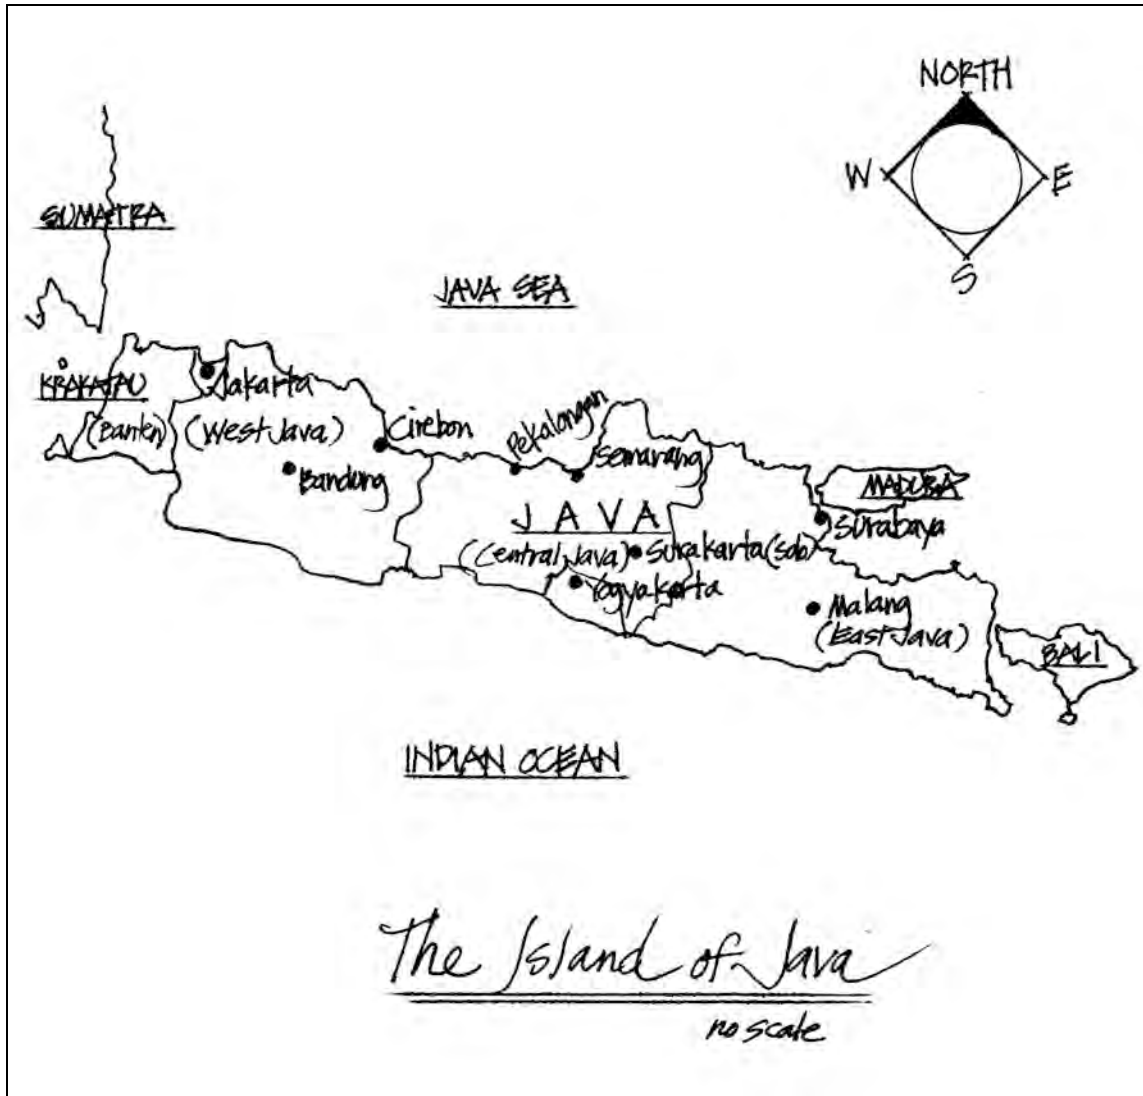 NORTH
W E
S
SUMATRA
JAVA SEA
KRAKATAU
Jakarta
(Banten)
(West Java)
Cirebon
Pekalongan
Semarang
Bandung
MADURA
JAVA
Surabaya
(Central Java)
Surakarta (Solo)
Yogyakarta
Malang
(East Java)
BALI
INDIAN OCEAN
The Island of Java
no scale